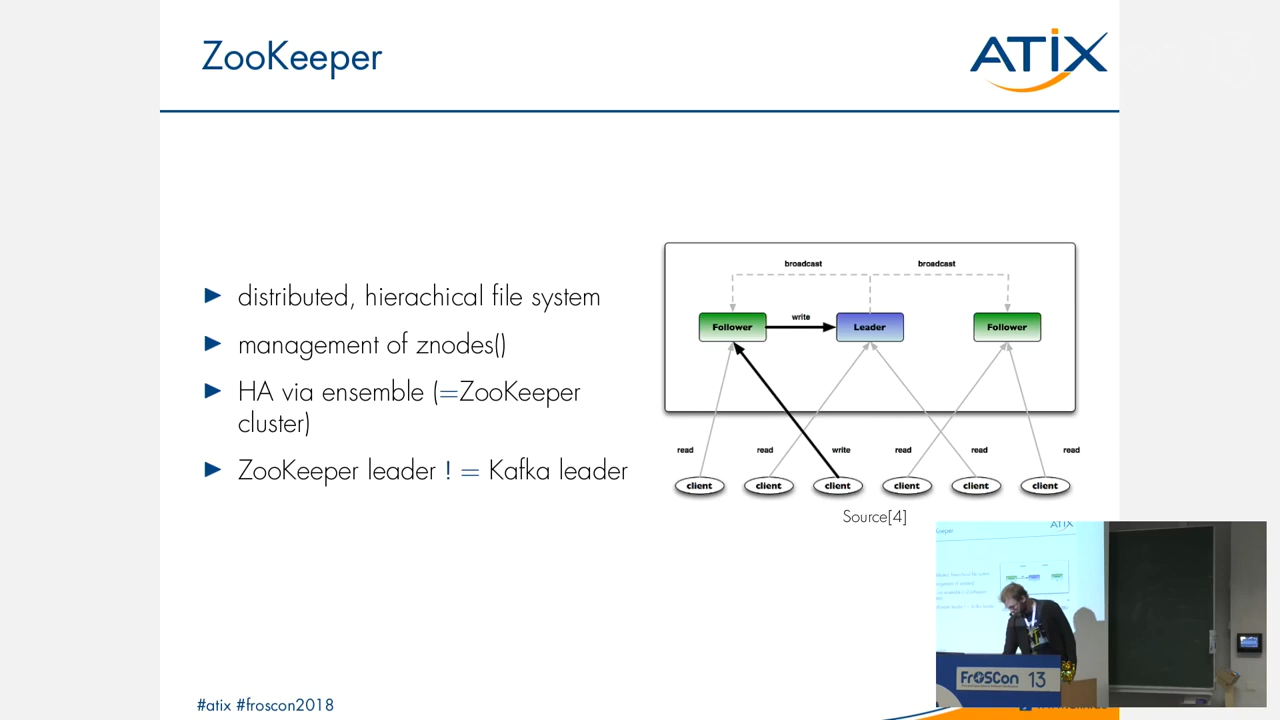 ZooKeeper
ATIX
distributed, hierachical file system
management of znodes()
HA via ensemble (=ZooKeeper
cluster)
ZooKeeper leader != Kafka leader
broadcast broadcast
write
Follower Leader Follower
read read write read read read
client client client client client client
Source[4]
ATIX
FrOSCon 13
#atix #froscon2018